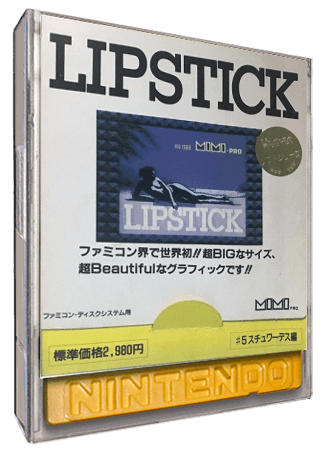 LIPSTICK
MIMI-PRO
LIPSTICK
ファミコン界で世界初!!超BIGなサイズ、
超Beautifulなグラフィックです!!
ファミコン・ディスクシステム用
MIMI
PRO
標準価格2,980円
♯5スチュワーデス編
NINTENDO